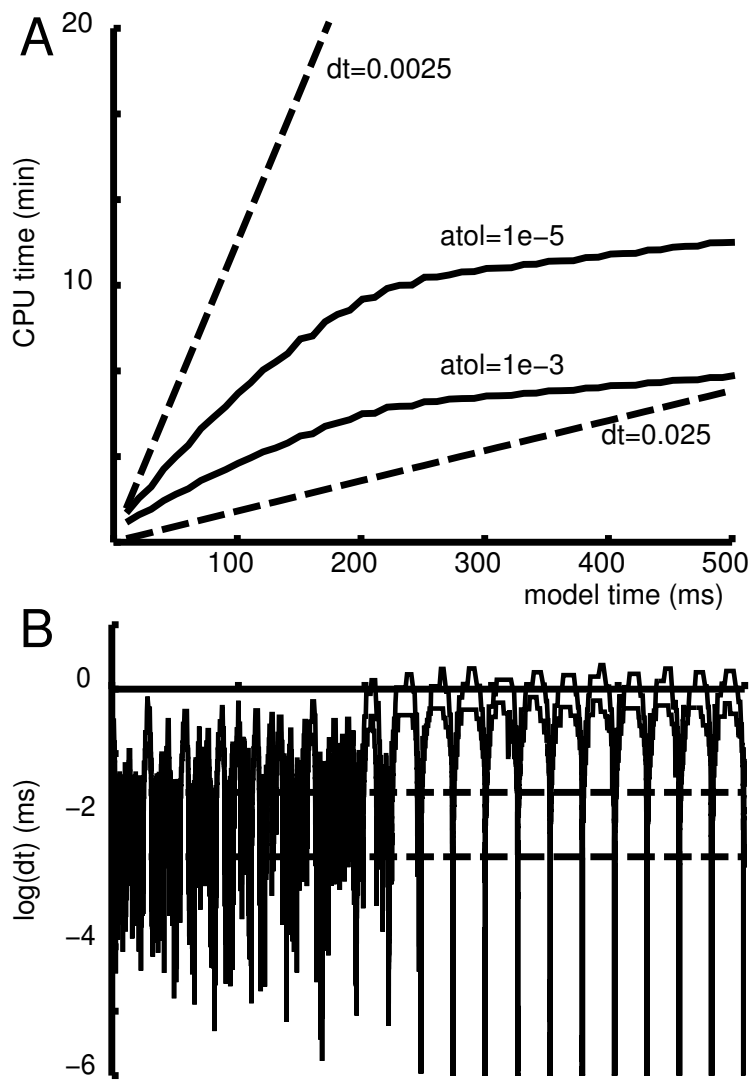 A
20
dt=0.0025
CPU time (min)
atol=1e−5
10
atol=1e−3
dt=0.025
100 200 300 400 500
model time (ms)
B
0
−2
log(dt) (ms)
−4
−6